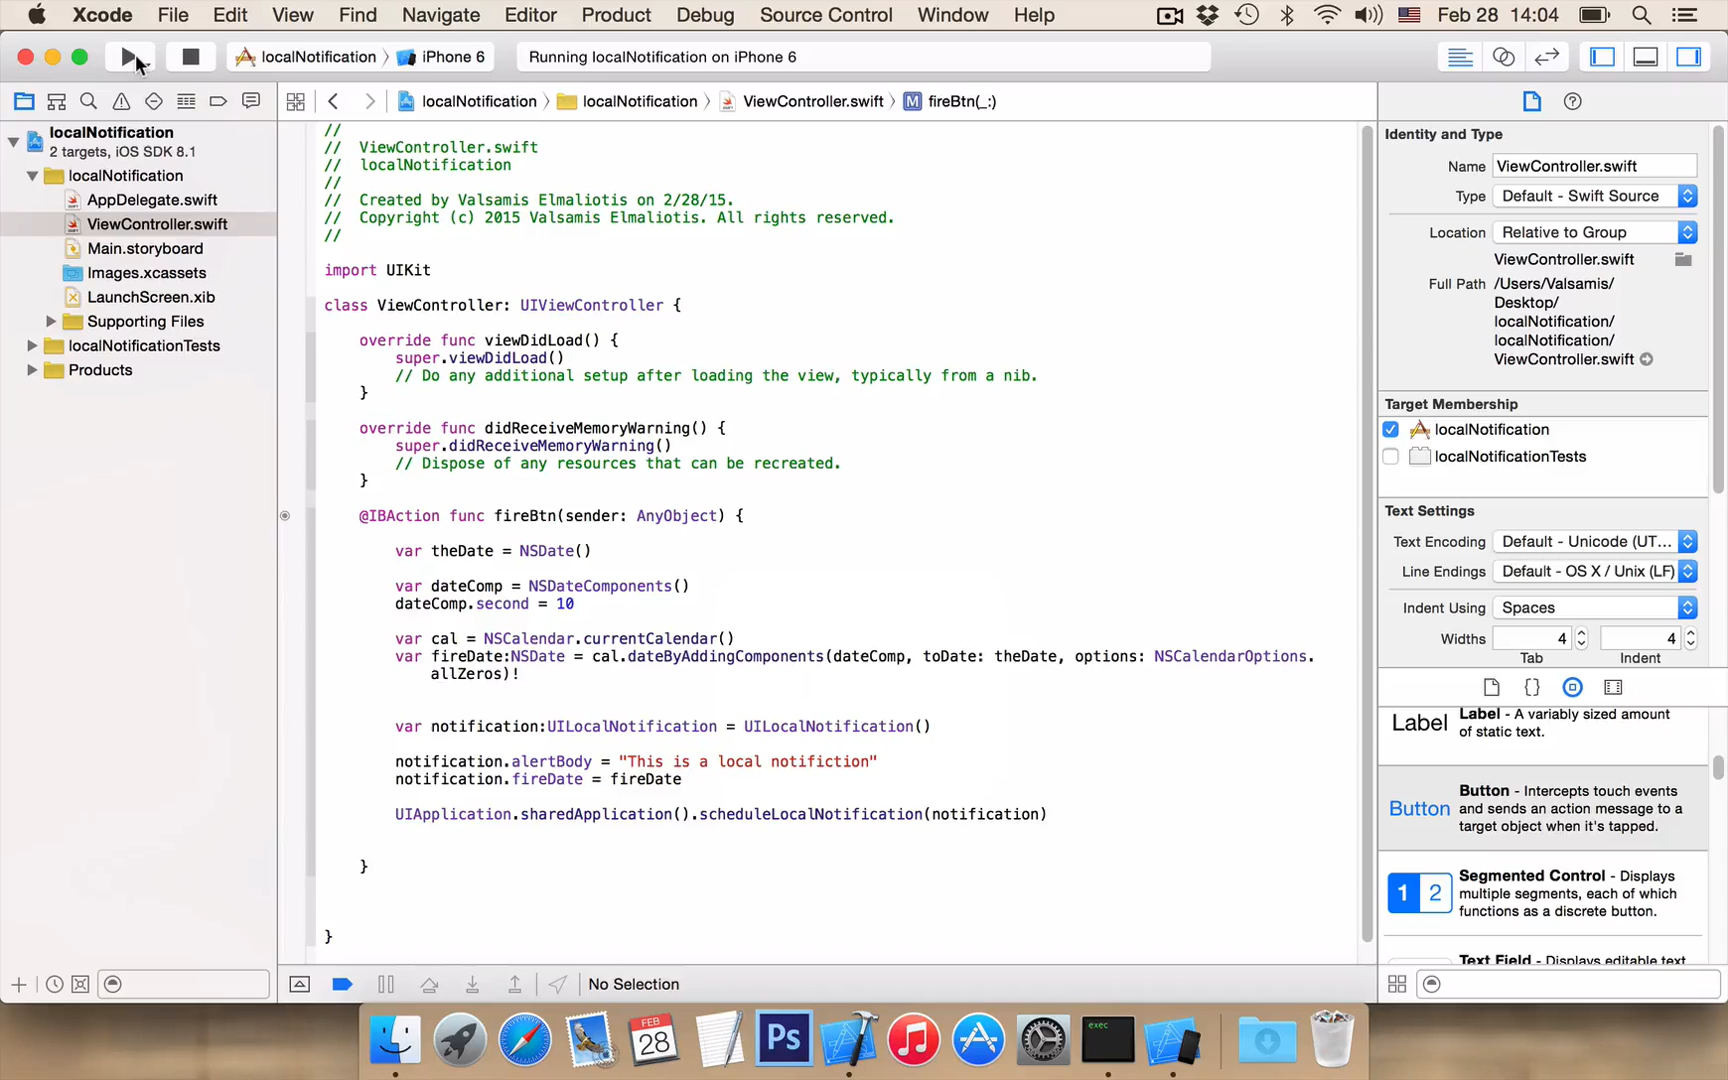 Xcode File Edit View Find Navigate Editor Product Debug Source Control Window Help Feb 28 14:04
localNotification iPhone 6 Running localNotification on iPhone 6
localNotification localNotification ViewController.swift M fireBtn(_:)
localNotification
2 targets, iOS SDK 8.1
localNotification
AppDelegate.swift
ViewController.swift
Main.storyboard
Images.xcassets
LaunchScreen.xib
Supporting Files
localNotificationTests
Products
//
// ViewController.swift
// localNotification
//
// Created by Valsamis Elmaliotis on 2/28/15.
// Copyright (c) 2015 Valsamis Elmaliotis. All rights reserved.
//
import UIKit
class ViewController: UIViewController {
override func viewDidLoad() {
super.viewDidLoad()
// Do any additional setup after loading the view, typically from a nib.
}
override func didReceiveMemoryWarning() {
super.didReceiveMemoryWarning()
// Dispose of any resources that can be recreated.
}
@IBAction func fireBtn(sender: AnyObject) {
var theDate = NSDate()
var dateComp = NSDateComponents()
dateComp.second = 10
var cal = NSCalendar.currentCalendar()
var fireDate:NSDate = cal.dateByAddingComponents(dateComp, toDate: theDate, options: NSCalendarOptions.
allZeros)!
var notification:UILocalNotification = UILocalNotification()
notification.alertBody = "This is a local notifiction"
notification.fireDate = fireDate
UIApplication.sharedApplication().scheduleLocalNotification(notification)
}
}
No Selection
Identity and Type
Name ViewController.swift
Type Default - Swift Source
Location Relative to Group
ViewController.swift
Full Path /Users/Valsamis/
Desktop/
localNotification/
localNotification/
ViewController.swift
Target Membership
localNotification
localNotificationTests
Text Settings
Text Encoding Default - Unicode (UT...
Line Endings Default - OS X / Unix (LF)
Indent Using Spaces
Widths 4 4
Tab Indent
{}
Label Label - A variably sized amount
of static text.
Button Button - Intercepts touch events
and sends an action message to a
target object when it's tapped.
1 2 Segmented Control - Displays
multiple segments, each of which
functions as a discrete button.
Text Field - Displays editable text
FEB
28
Ps
exec